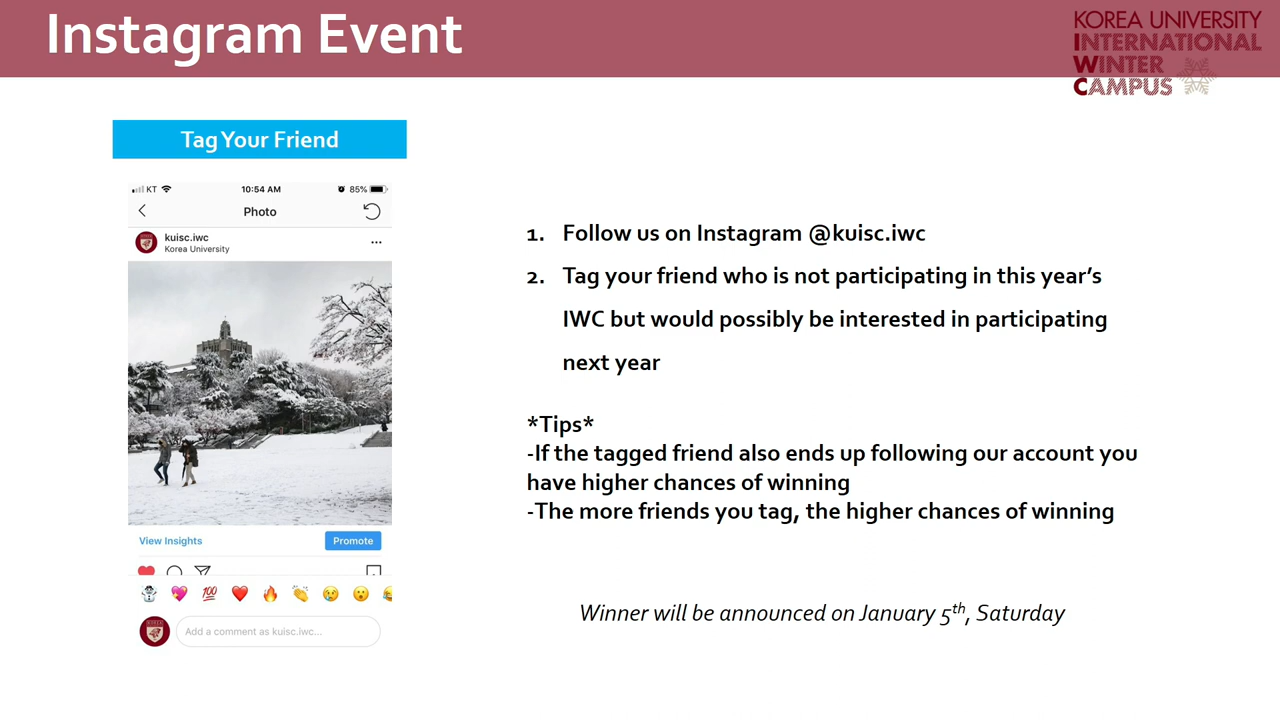 Instagram Event
KOREA UNIVERSITY
INTERNATIONAL
WINTER
CAMPUS
Tag Your Friend
KT
10:54 AM
85%
Photo
kuisc.iwc
Korea University
View Insights
Promote
💯
Add a comment as kuisc.iwc...
1. Follow us on Instagram @kuisc.iwc
2. Tag your friend who is not participating in this year’s
IWC but would possibly be interested in participating
next year
*Tips*
-If the tagged friend also ends up following our account you
have higher chances of winning
-The more friends you tag, the higher chances of winning
Winner will be announced on January 5th, Saturday